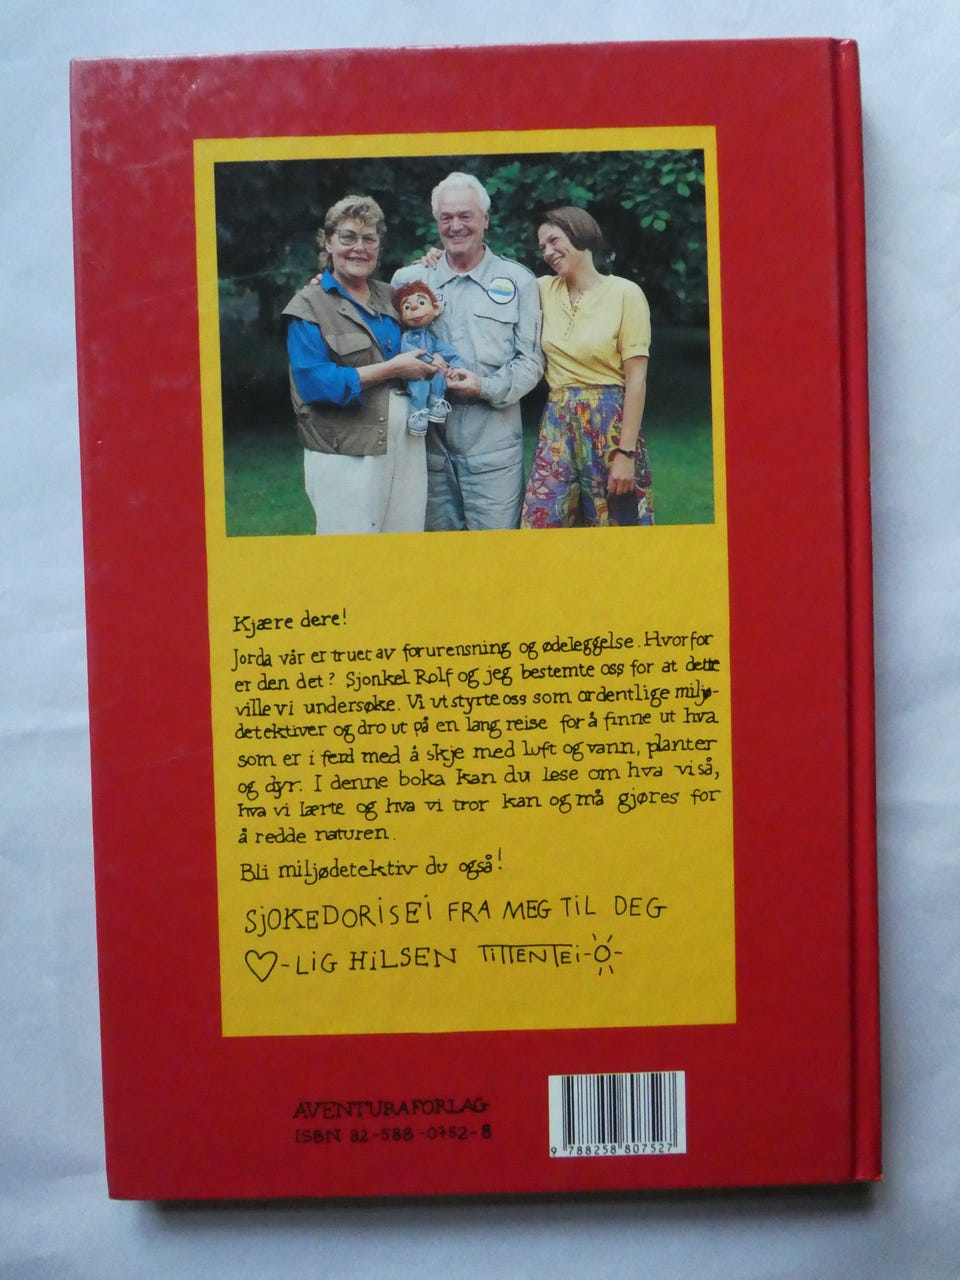 Kjære dere!
Jorda vår er truet av forurensning og ødeleggelse. Hvorfor
er den det? Sjonkel Rolf og jeg bestemte oss for at dette
ville vi undersøke. Vi utstyrte oss som ordentlige miljø-
detektiver og dro ut på en lang reise for å finne ut hva
som er i ferd med å skje med luft og vann, planter
og dyr. I denne boka kan du lese om hva vi så,
hva vi lærte og hva vi tror kan og må gjøres for
å redde naturen.
Bli miljødetektiv du også!
SJOKEDORISEI FRA MEG TIL DEG
♡-LIG HILSEN TITTENTEI-
AVENTURA FORLAG
ISBN 82-588-0752-8
9 788258 807527